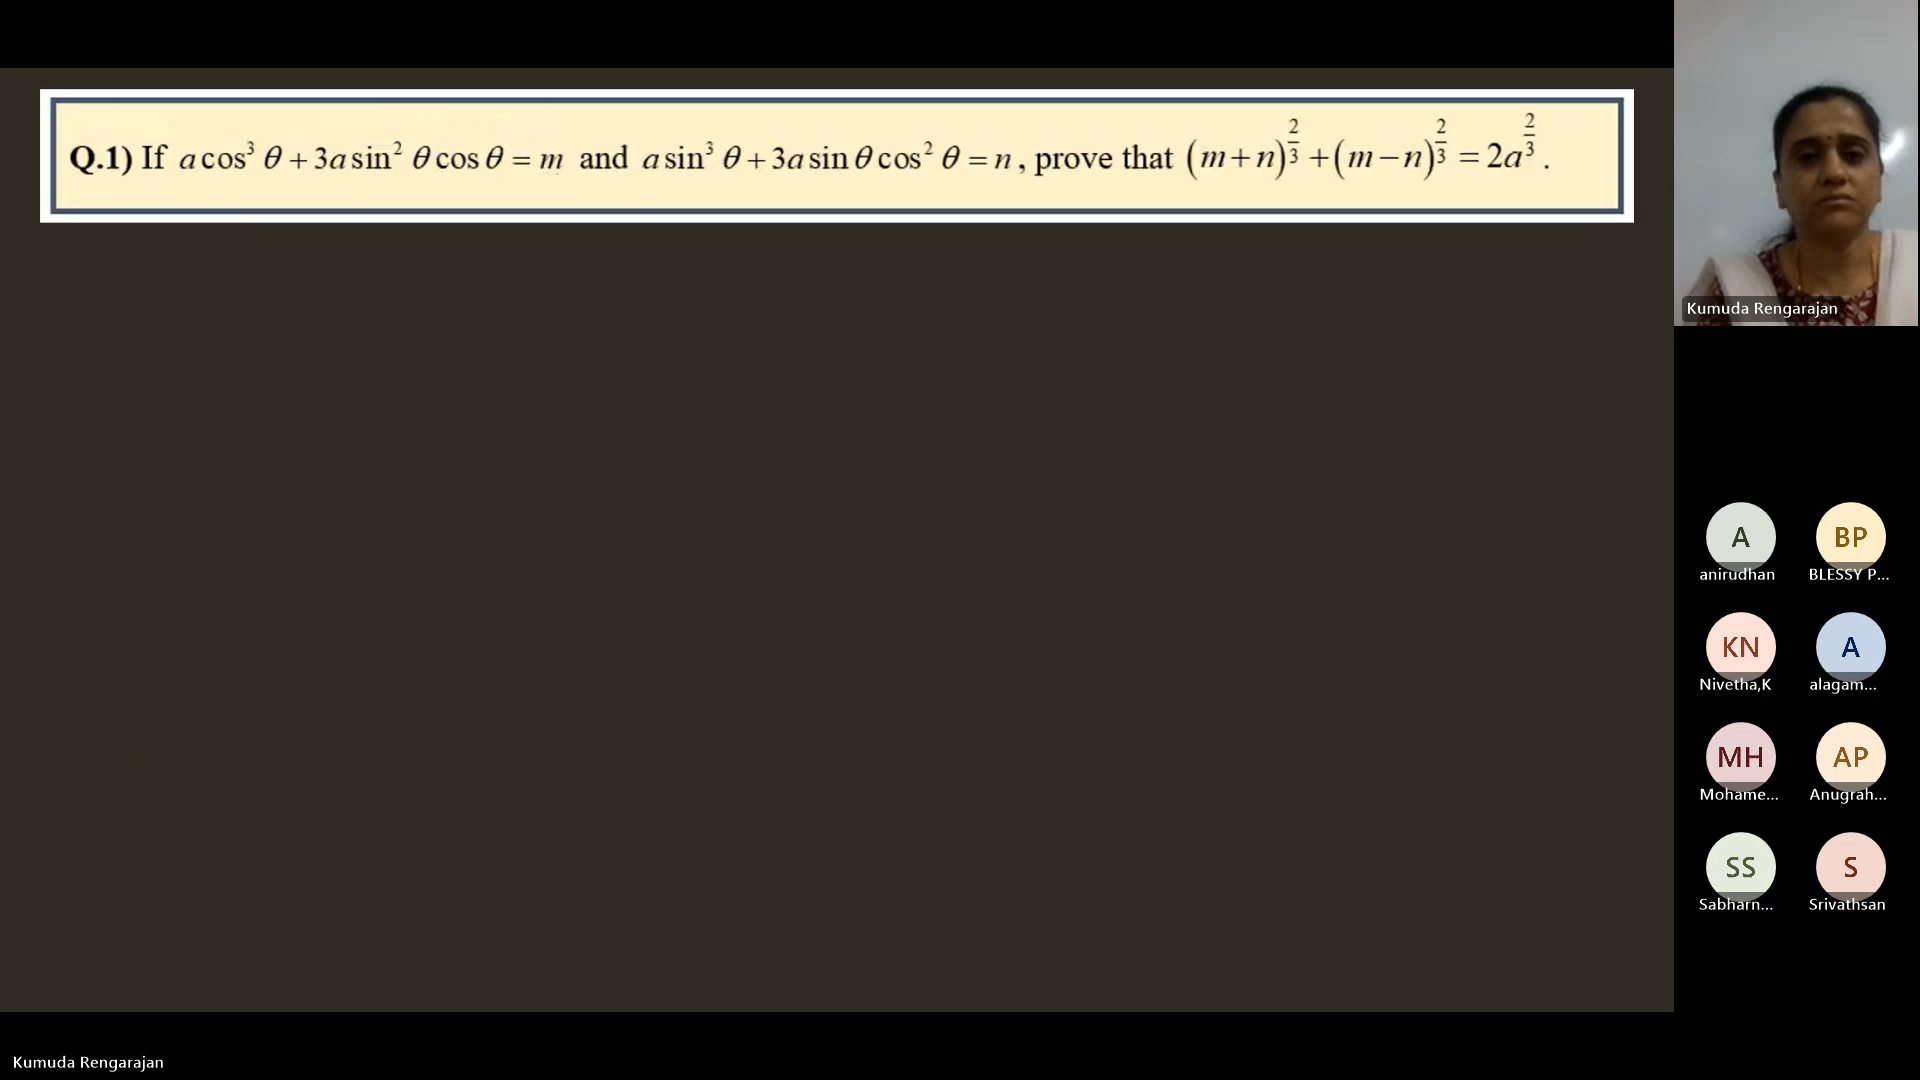 Q.1) If a cos³ θ + 3a sin² θ cos θ = m and a sin³ θ + 3a sin θ cos² θ = n, prove that (m+n)^(2/3) + (m−n)^(2/3) = 2a^(2/3).
Kumuda Rengarajan
A BP
anirudhan BLESSY P...
KN A
Nivetha,K alagam...
MH AP
Mohame... Anugrah...
SS S
Sabharn... Srivathsan
Kumuda Rengarajan